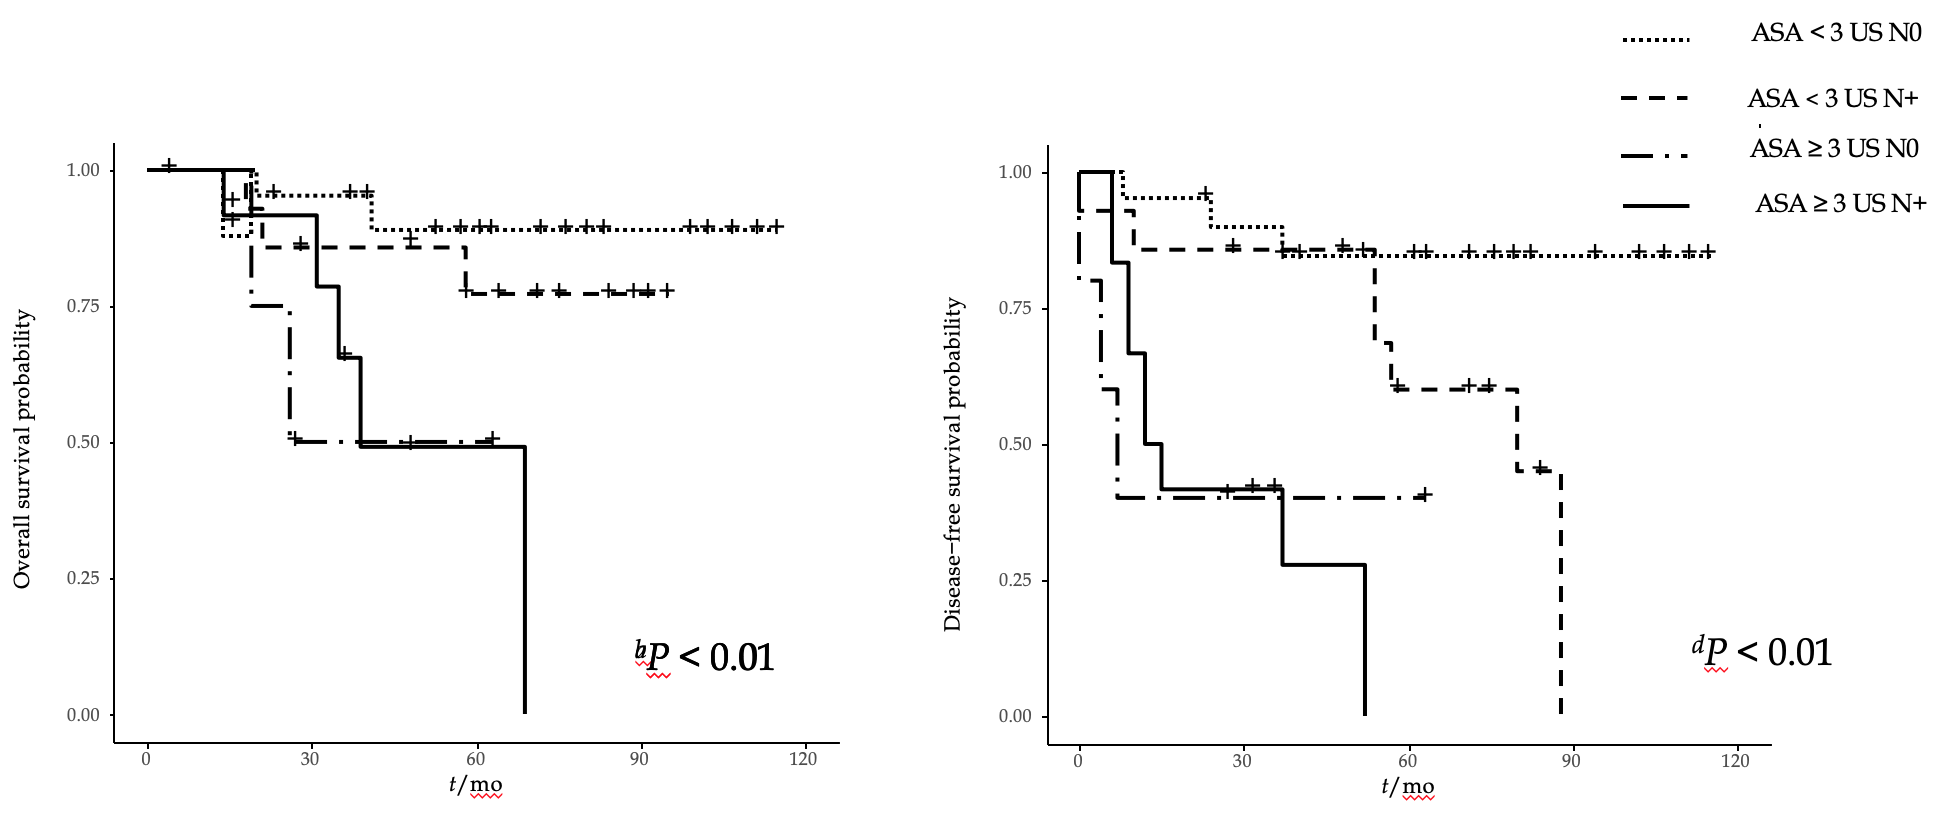 ASA < 3 US N0
ASA < 3 US N+
ASA ≥ 3 US N0
ASA ≥ 3 US N+
Overall survival probability
1.00
0.75
0.50
0.25
0.00
0
30
60
90
120
t/mo
hP < 0.01
Disease-free survival probability
1.00
0.75
0.50
0.25
0.00
0
30
60
90
120
t/mo
dP < 0.01